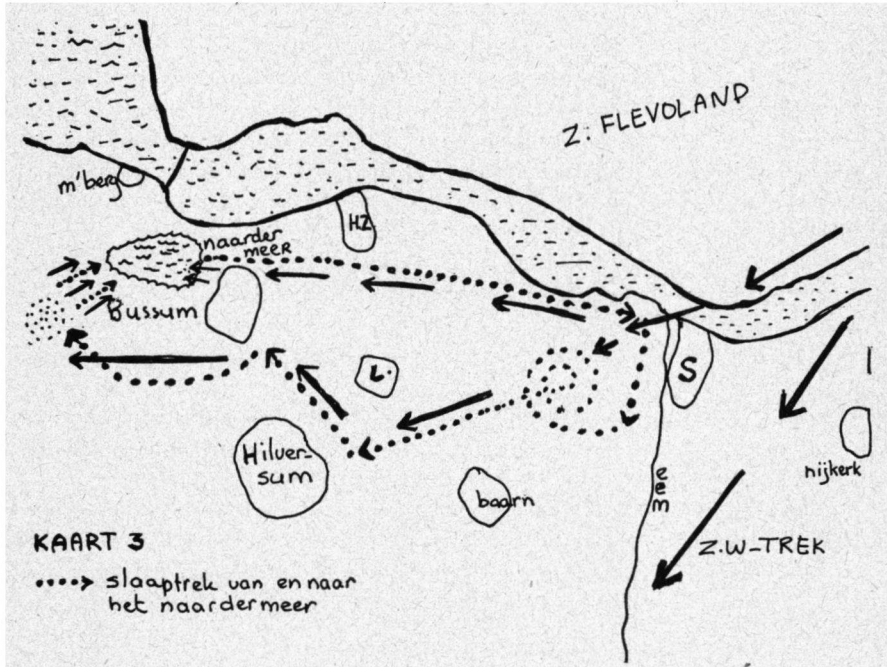 Z. FLEVOLAND
m'berg
HZ
naarder
MEER
Bussum
L.
S
Hilver-
sum
baarn
nijkerk
eem
Z.W-TREK
KAART 3
slaaptrek van en naar
het naardermeer